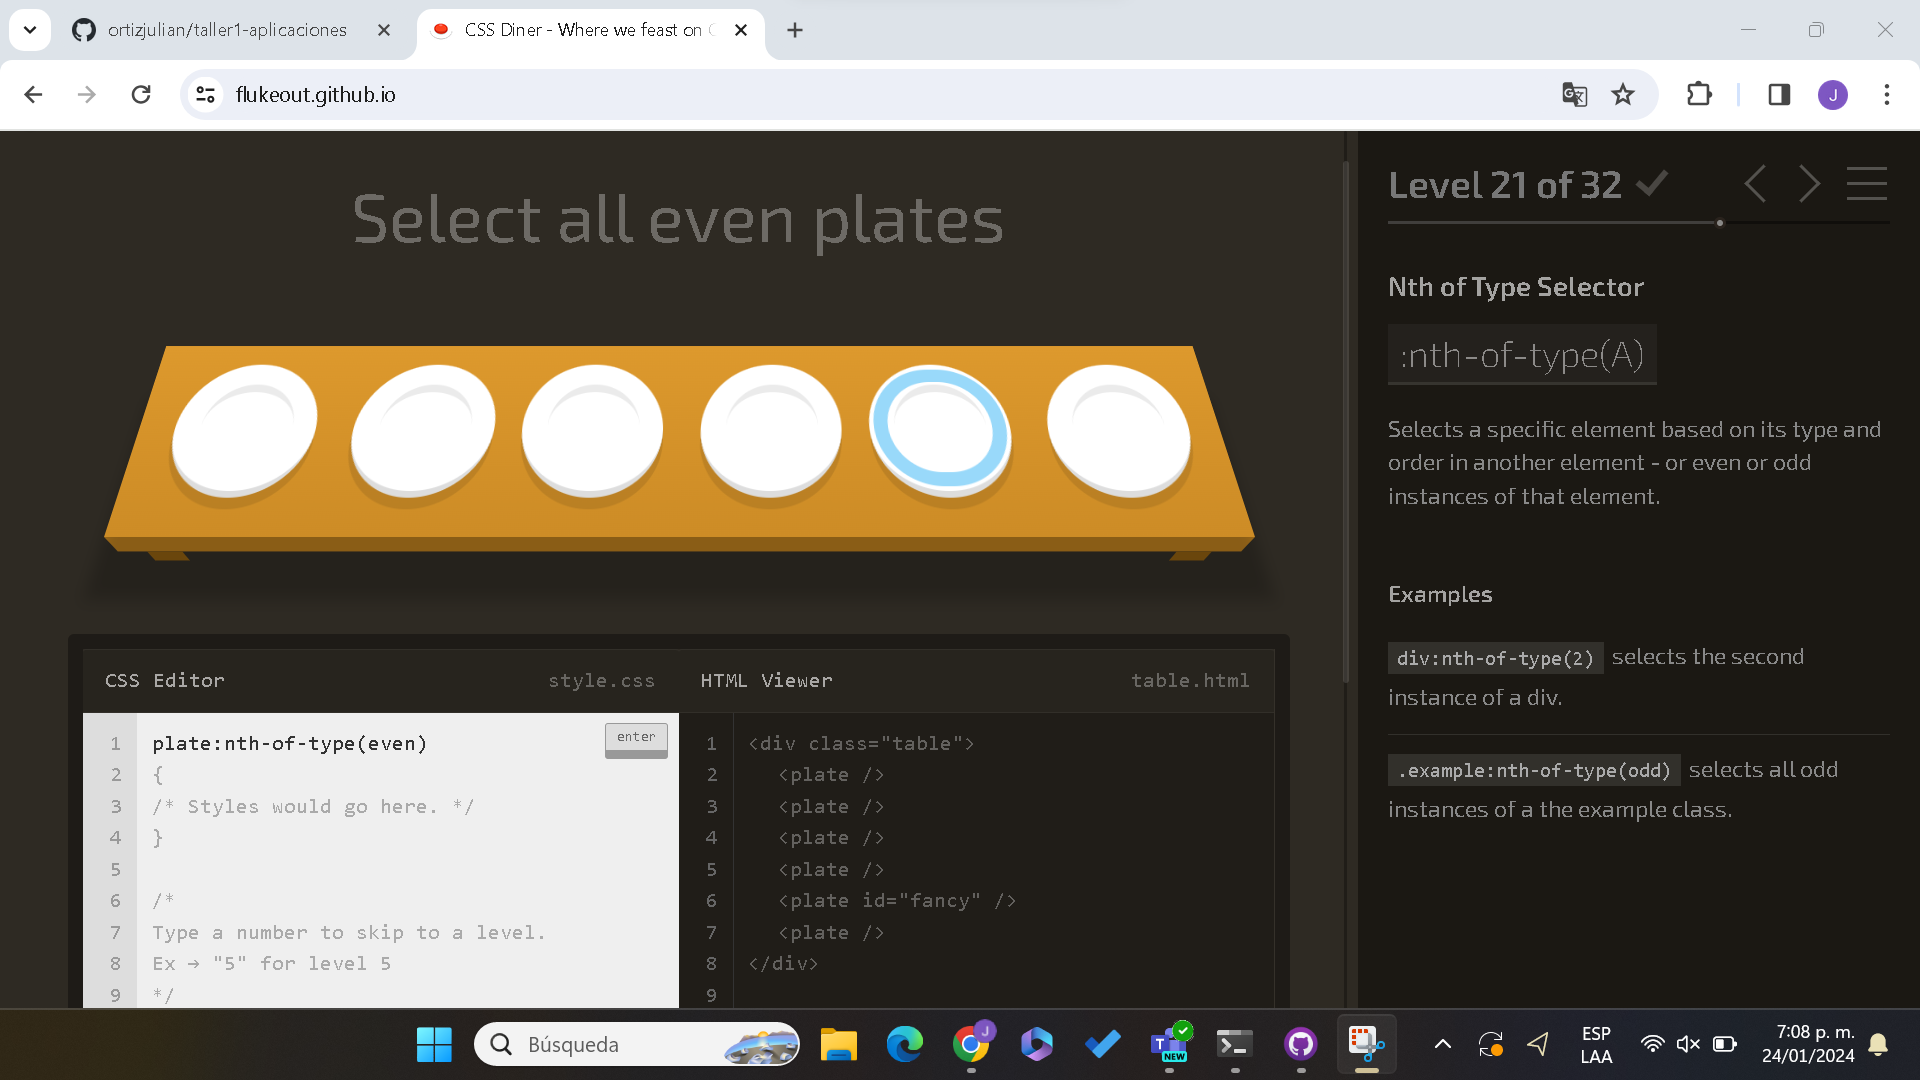 ortizjulian/taller1-aplicaciones
CSS Diner - Where we feast on
flukeout.github.io
J
Select all even plates
Level 21 of 32
Nth of Type Selector
:nth-of-type(A)
Selects a specific element based on its type and
order in another element - or even or odd
instances of that element.
Examples
div:nth-of-type(2) selects the second
instance of a div.
.example:nth-of-type(odd) selects all odd
instances of a the example class.
CSS Editor style.css
1 plate:nth-of-type(even) enter
2 {
3 /* Styles would go here. */
4 }
5
6 /*
7 Type a number to skip to a level.
8 Ex → "5" for level 5
9 */
HTML Viewer table.html
1 <div class="table">
2 <plate />
3 <plate />
4 <plate />
5 <plate />
6 <plate id="fancy" />
7 <plate />
8 </div>
9
Búsqueda
J
T
NEW
ESP
LAA
7:08 p. m.
24/01/2024